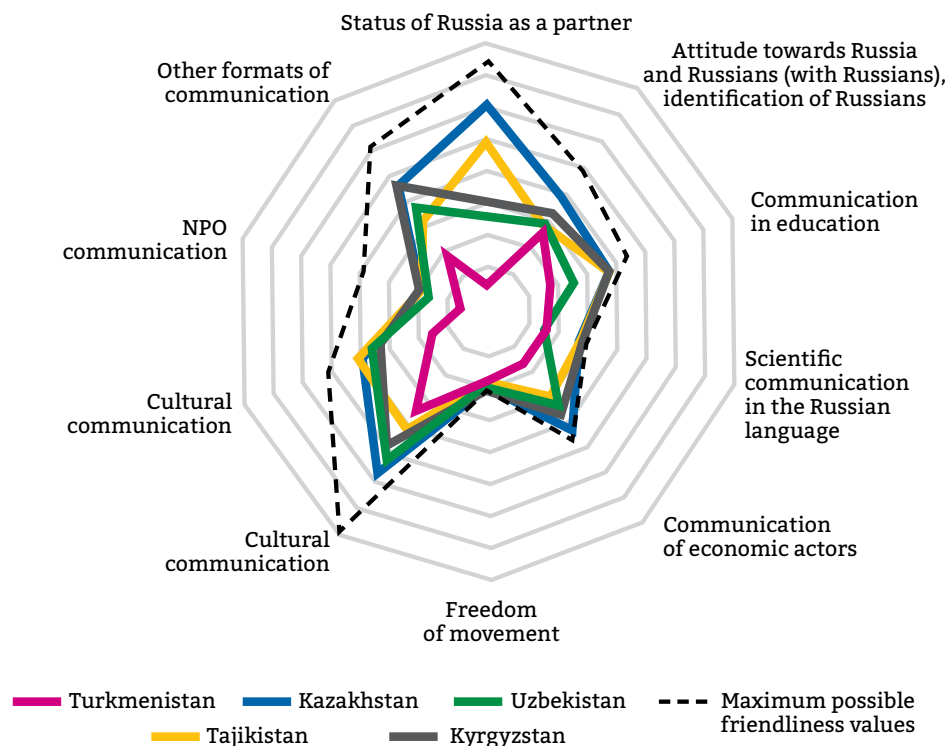 Status of Russia as a partner
Attitude towards Russia
and Russians (with Russians),
identification of Russians
Other formats of
communication
Communication
in education
NPO
communication
Scientific
communication
in the Russian
language
Cultural
communication
Communication
of economic actors
Cultural
communication
Freedom
of movement
Turkmenistan
Kazakhstan
Uzbekistan
Maximum possible
friendliness values
Tajikistan
Kyrgyzstan